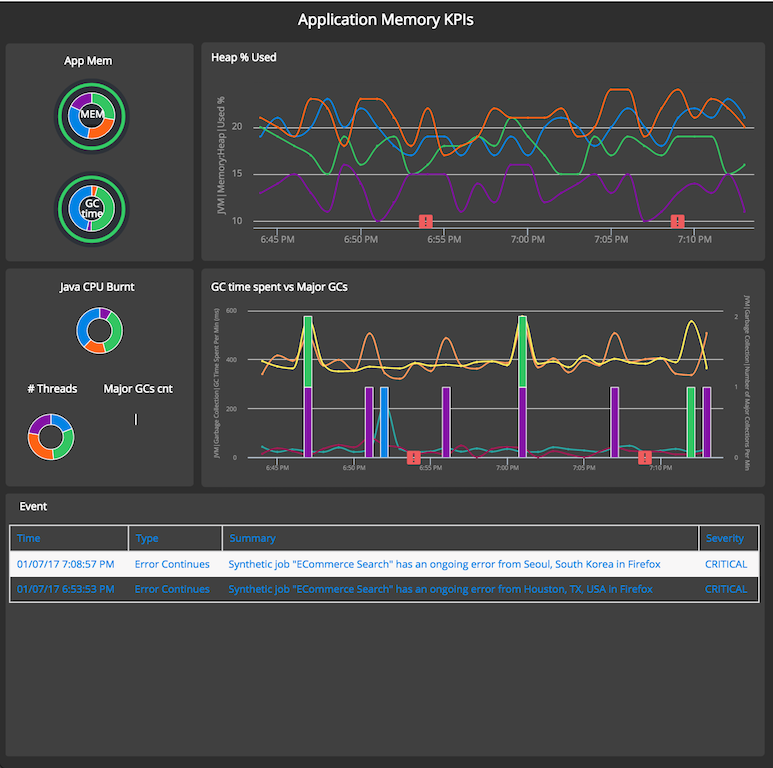 Application Memory KPIs
App Mem
MEM
GC
time
Heap % Used
JVM|Memory:Heap|Used %
20
15
10
6:45 PM 6:50 PM 6:55 PM 7:00 PM 7:05 PM 7:10 PM
Java CPU Burnt
# Threads Major GCs cnt
GC time spent vs Major GCs
JVM|Garbage Collection|GC Time Spent Per Min (ms)
600
400
200
0
2
1
0
JVM|Garbage Collection|Number of Major Collections Per Min
6:45 PM 6:50 PM 6:55 PM 7:00 PM 7:05 PM 7:10 PM
Event
Time Type Summary Severity
01/07/17 7:08:57 PM Error Continues Synthetic job "ECommerce Search" has an ongoing error from Seoul, South Korea in Firefox CRITICAL
01/07/17 6:53:53 PM Error Continues Synthetic job "ECommerce Search" has an ongoing error from Houston, TX, USA in Firefox CRITICAL